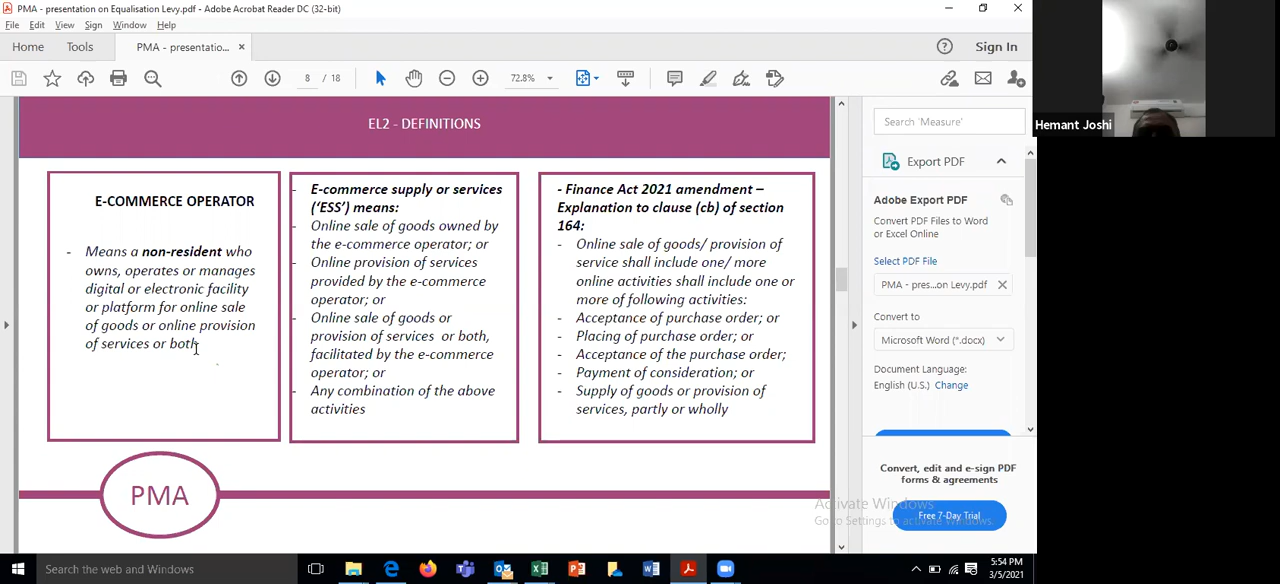 PMA - presentation on Equalisation Levy.pdf - Adobe Acrobat Reader DC (32-bit)
File Edit View Sign Window Help
Home Tools PMA - presentatio... × Sign In
8 / 18 72.8%
EL2 - DEFINITIONS
E-COMMERCE OPERATOR
- Means a non-resident who
owns, operates or manages
digital or electronic facility
or platform for online sale
of goods or online provision
of services or both
- E-commerce supply or services
(‘ESS’) means:
- Online sale of goods owned by
the e-commerce operator; or
- Online provision of services
provided by the e-commerce
operator; or
- Online sale of goods or
provision of services or both,
facilitated by the e-commerce
operator; or
- Any combination of the above
activities
- Finance Act 2021 amendment –
Explanation to clause (cb) of section
164:
- Online sale of goods/ provision of
service shall include one/ more
online activities shall include one or
more of following activities:
- Acceptance of purchase order; or
- Placing of purchase order; or
- Acceptance of the purchase order;
- Payment of consideration; or
- Supply of goods or provision of
services, partly or wholly
PMA
Search 'Measure'
Export PDF
Adobe Export PDF
Convert PDF Files to Word
or Excel Online
Select PDF File
PMA - pres...on Levy.pdf ×
Convert to
Microsoft Word (*.docx)
Document Language:
English (U.S.) Change
Convert, edit and e-sign PDF
forms & agreements
Free 7-Day Trial
Activate Windows
Go to Settings to activate Windows.
Hemant Joshi
Search the web and Windows
5:54 PM
3/5/2021